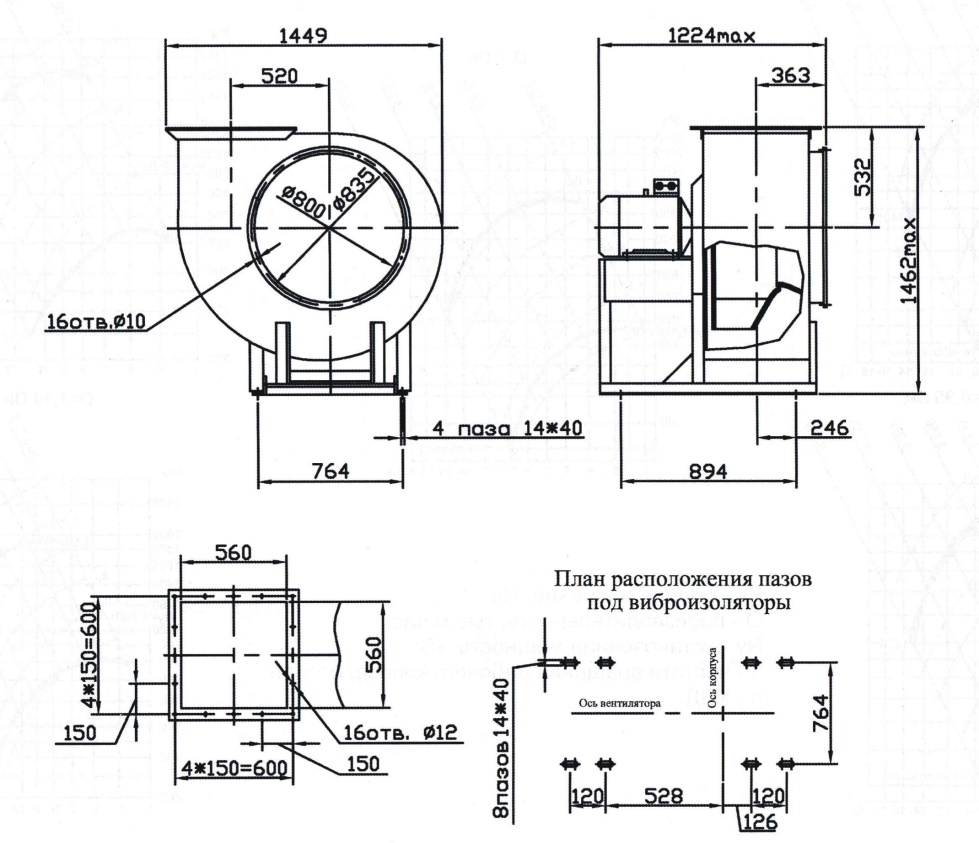 1449
520
Ø800
Ø835
16отв.Ø10
4 паза 14*40
764
1224max
363
532
1462max
246
894
560
4*150=600
560
150
16отв. Ø12
150
4*150=600
План расположения пазов
под виброизоляторы
8пазов14*40
Ось вентилятора
Ось корпуса
764
120
528
120
126